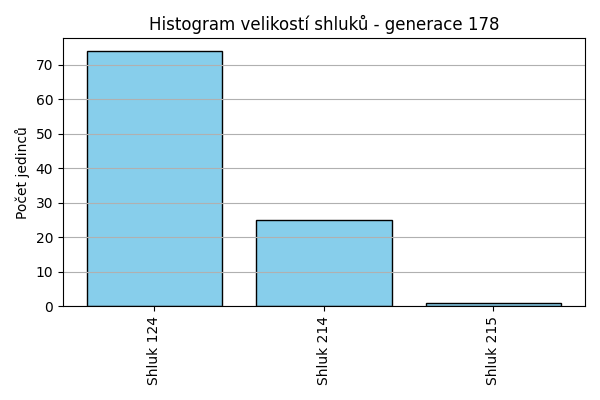 Histogram velikostí shluků - generace 178
Počet jedinců
70
60
50
40
30
20
10
0
Shluk 124
Shluk 214
Shluk 215